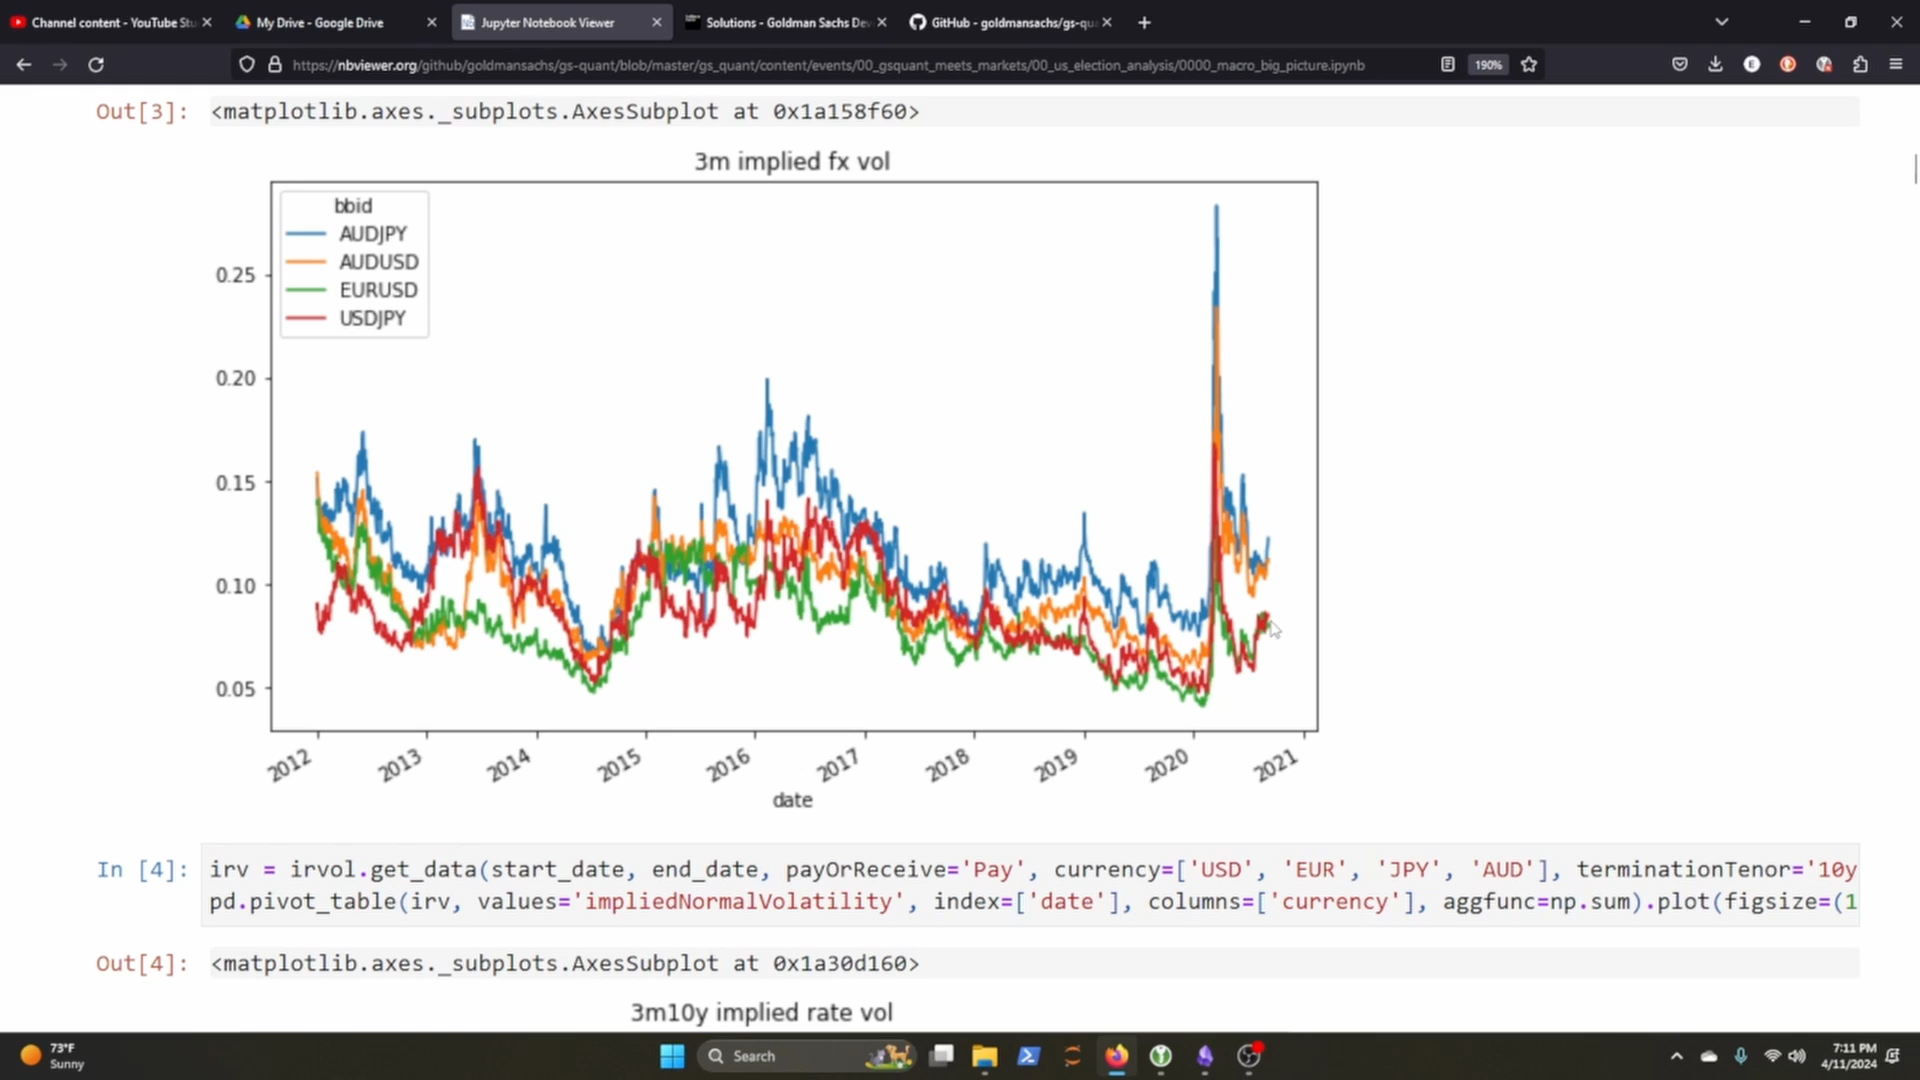 Channel content - YouTube Stu
My Drive - Google Drive
Jupyter Notebook Viewer
Solutions - Goldman Sachs Dev
GitHub - goldmansachs/gs-qua
https://nbviewer.org/github/goldmansachs/gs-quant/blob/master/gs_quant/content/events/00_gsquant_meets_markets/00_us_election_analysis/0000_macro_big_picture.ipynb
190%
Out[3]: <matplotlib.axes._subplots.AxesSubplot at 0x1a158f60>
3m implied fx vol
bbid
AUDJPY
AUDUSD
EURUSD
USDJPY
0.25
0.20
0.15
0.10
0.05
2012 2013 2014 2015 2016 2017 2018 2019 2020 2021
date
In [4]: irv = irvol.get_data(start_date, end_date, payOrReceive='Pay', currency=['USD', 'EUR', 'JPY', 'AUD'], terminationTenor='10y
pd.pivot_table(irv, values='impliedNormalVolatility', index=['date'], columns=['currency'], aggfunc=np.sum).plot(figsize=(1
Out[4]: <matplotlib.axes._subplots.AxesSubplot at 0x1a30d160>
3m10y implied rate vol
73°F
Sunny
Search
7:11 PM
4/11/2024